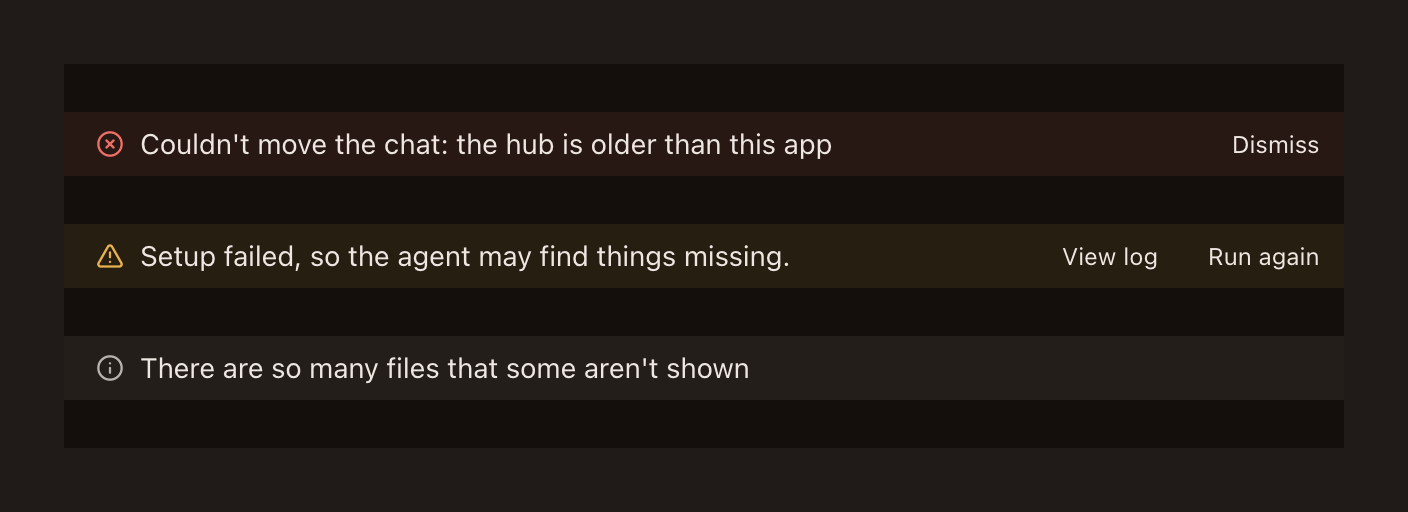 Couldn't move the chat: the hub is older than this app Dismiss
Setup failed, so the agent may find things missing. View log Run again
There are so many files that some aren't shown